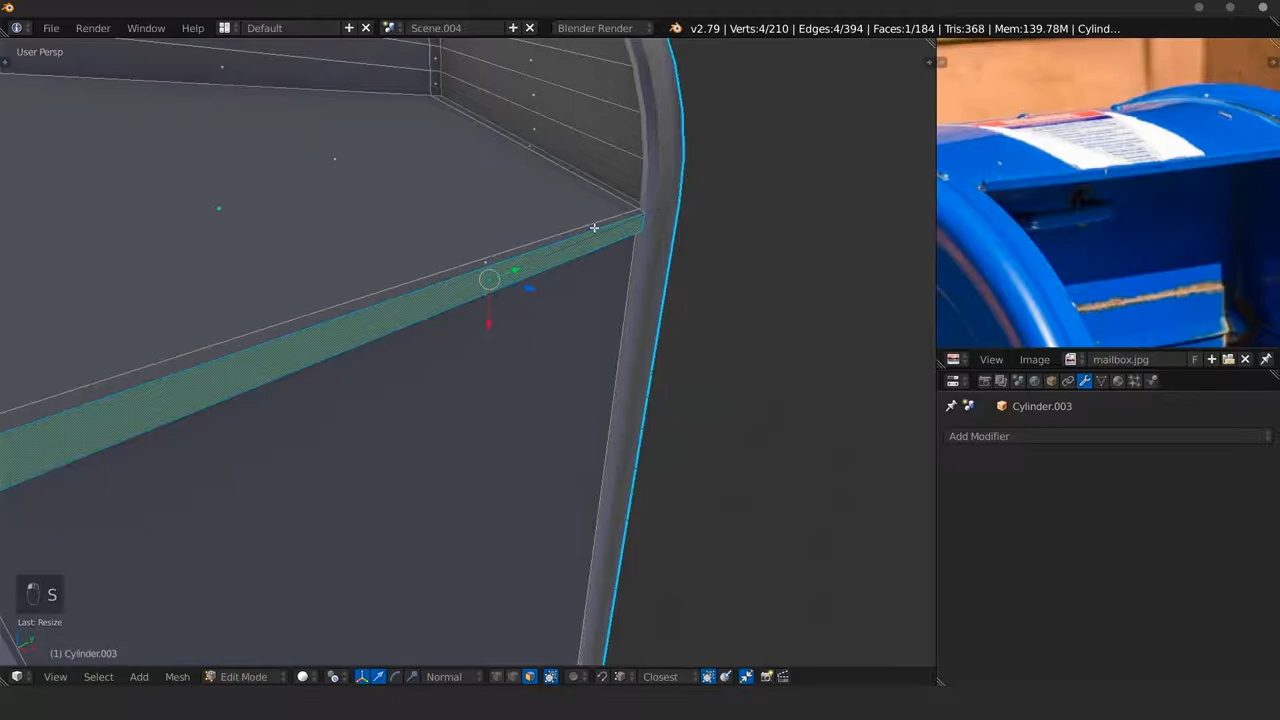 File Render Window Help Default Scene.004 Blender Render v2.79 | Verts:4/210 | Edges:4/394 | Faces:1/184 | Tris:368 | Mem:139.78M | Cylind...
User Persp
View Image mailbox.jpg F
Cylinder.003
Add Modifier
S
Last: Resize
(1) Cylinder.003
View Select Add Mesh Edit Mode Normal Closest